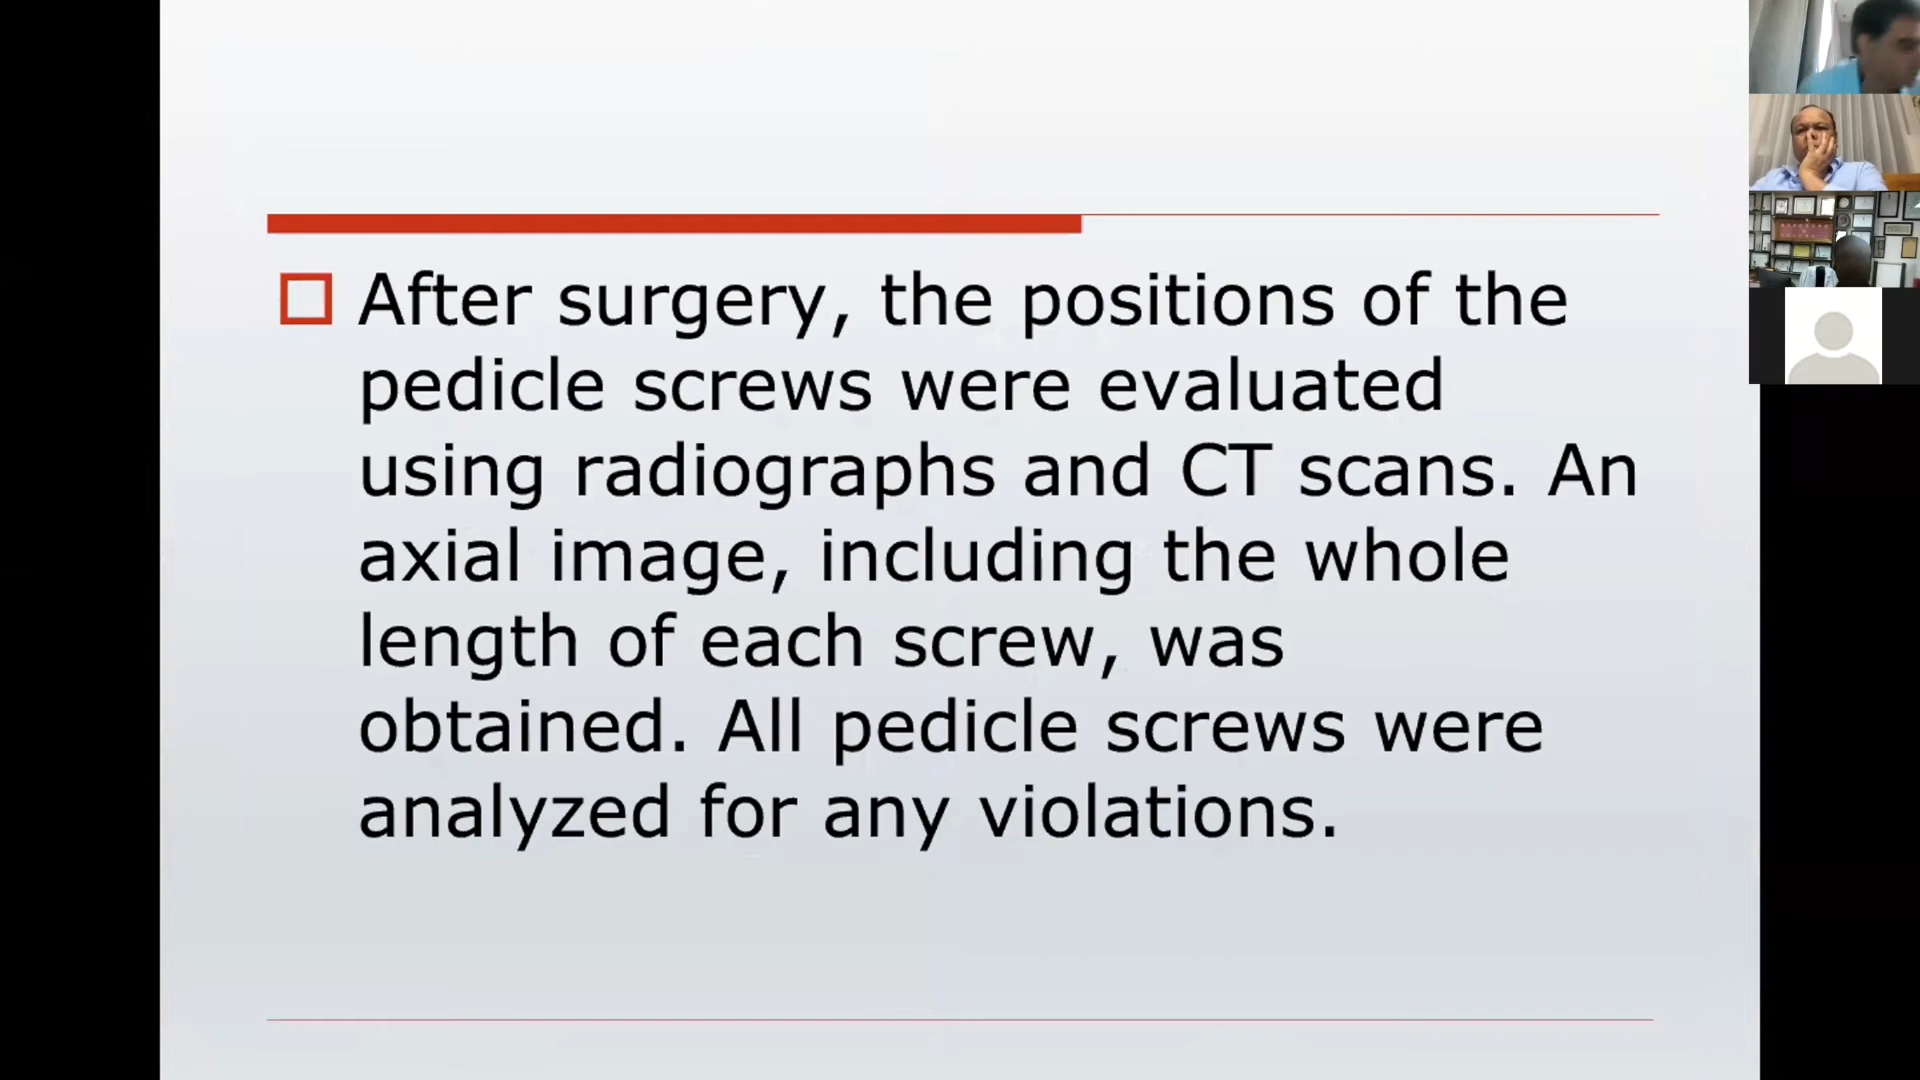 After surgery, the positions of the
pedicle screws were evaluated
using radiographs and CT scans. An
axial image, including the whole
length of each screw, was
obtained. All pedicle screws were
analyzed for any violations.